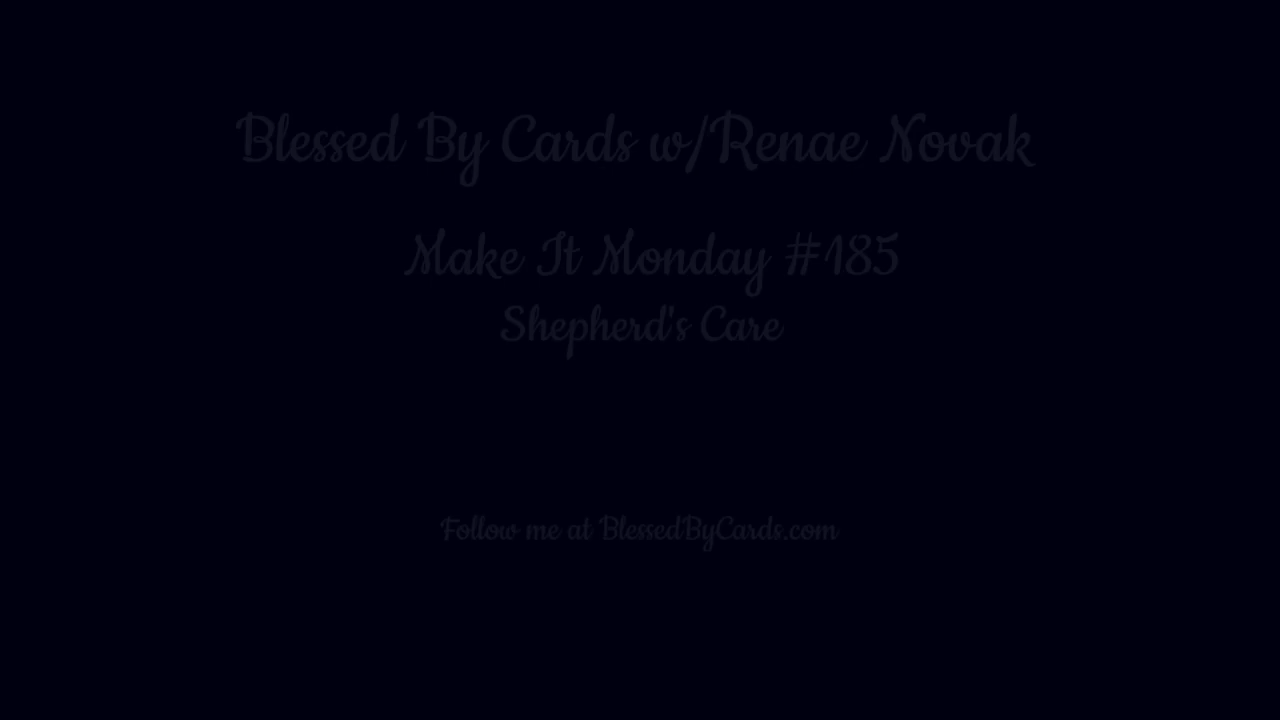 Blessed By Cards w/Renae Novak
Make It Monday #185
Shepherd's Care
Follow me at BlessedByCards.com